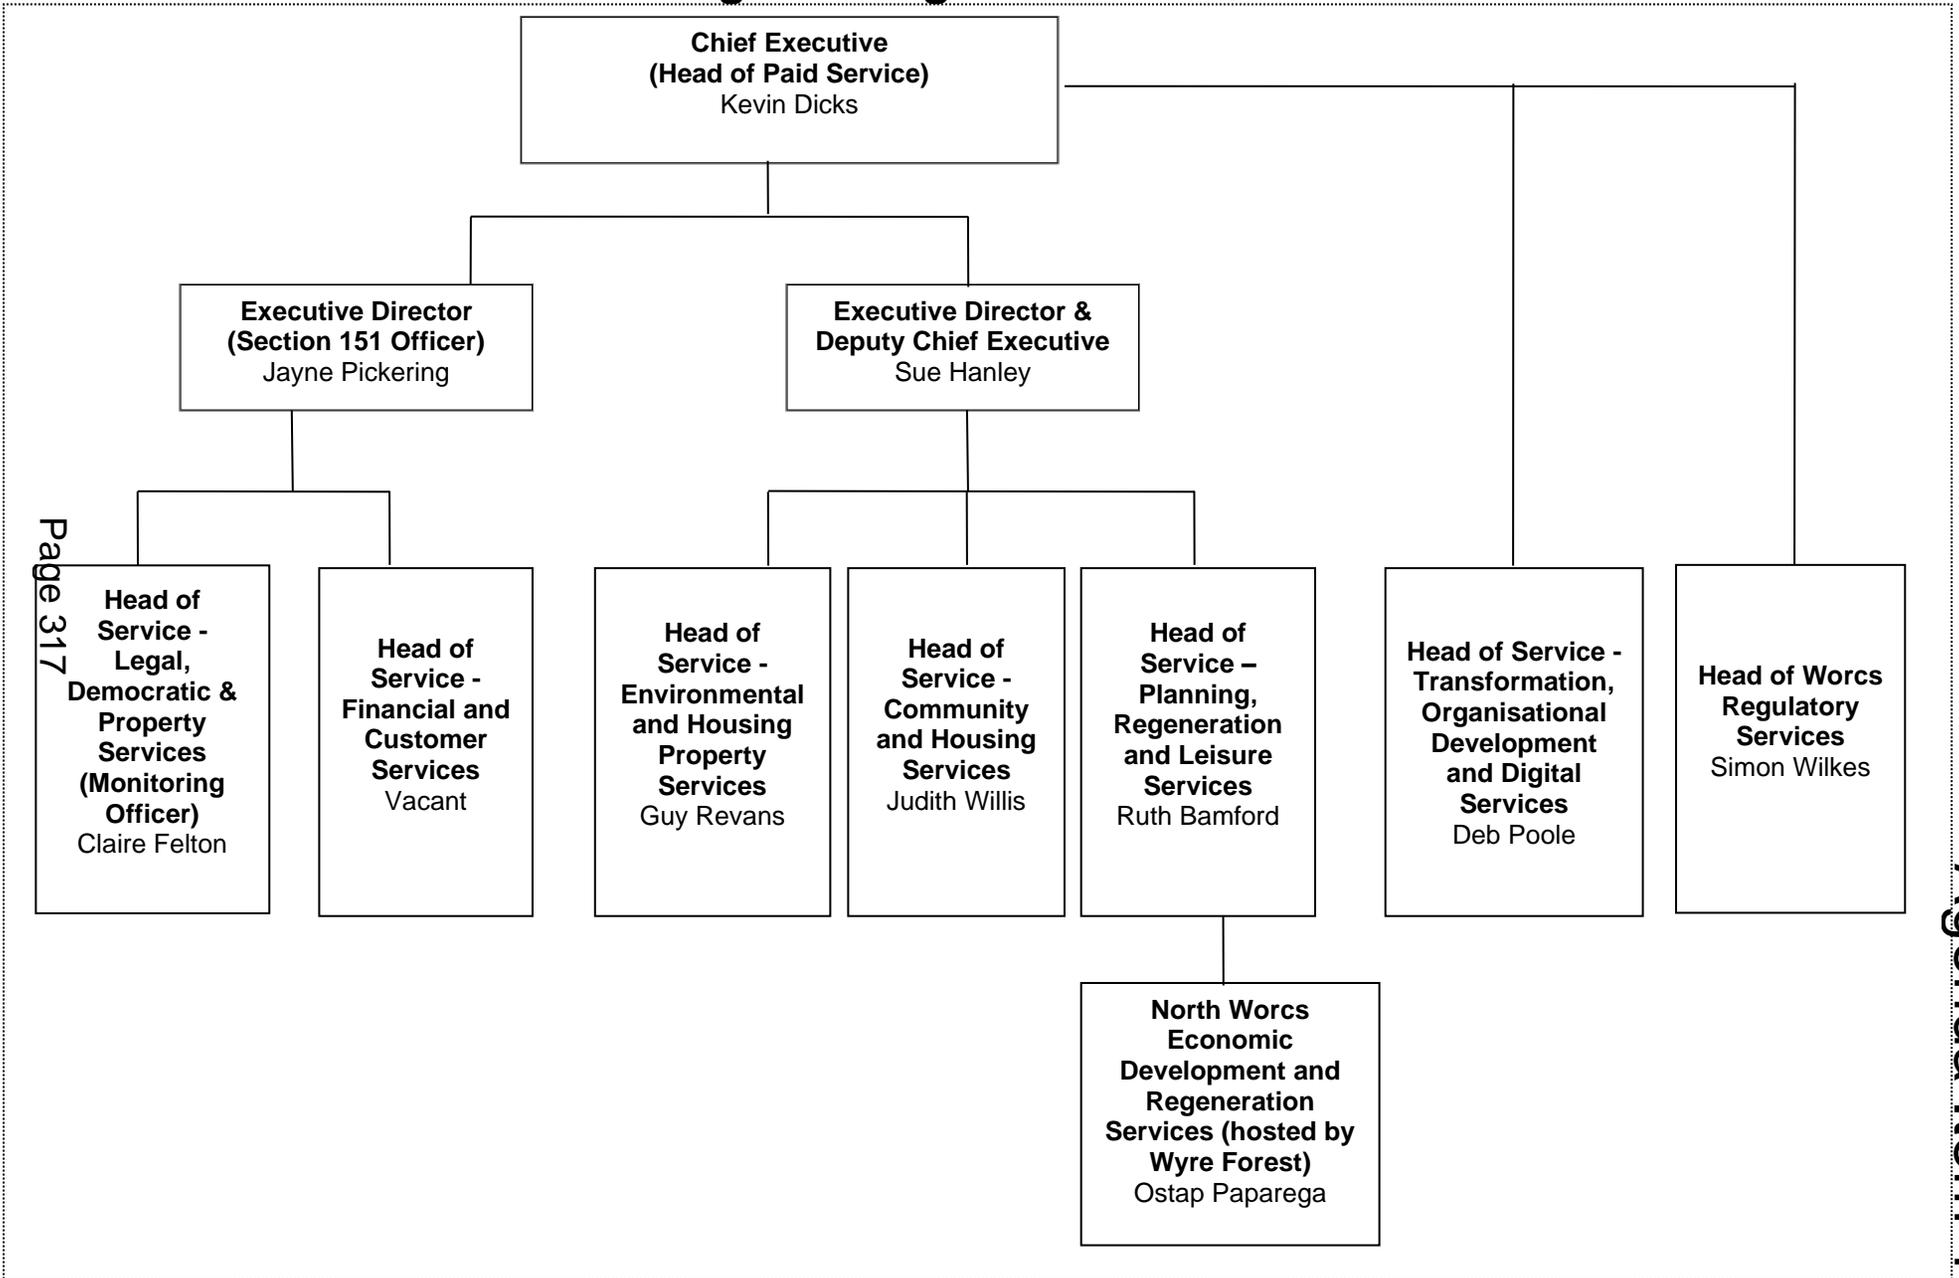 Chief Executive
(Head of Paid Service)
Kevin Dicks
Executive Director
(Section 151 Officer)
Jayne Pickering
Executive Director &
Deputy Chief Executive
Sue Hanley
Page 317
Head of
Service -
Legal,
Democratic &
Property
Services
(Monitoring
Officer)
Claire Felton
Head of
Service -
Financial and
Customer
Services
Vacant
Head of
Service -
Environmental
and Housing
Property
Services
Guy Revans
Head of
Service -
Community
and Housing
Services
Judith Willis
Head of
Service –
Planning,
Regeneration
and Leisure
Services
Ruth Bamford
Head of Service -
Transformation,
Organisational
Development
and Digital
Services
Deb Poole
Head of Worcs
Regulatory
Services
Simon Wilkes
North Worcs
Economic
Development and
Regeneration
Services (hosted by
Wyre Forest)
Ostap Paparega